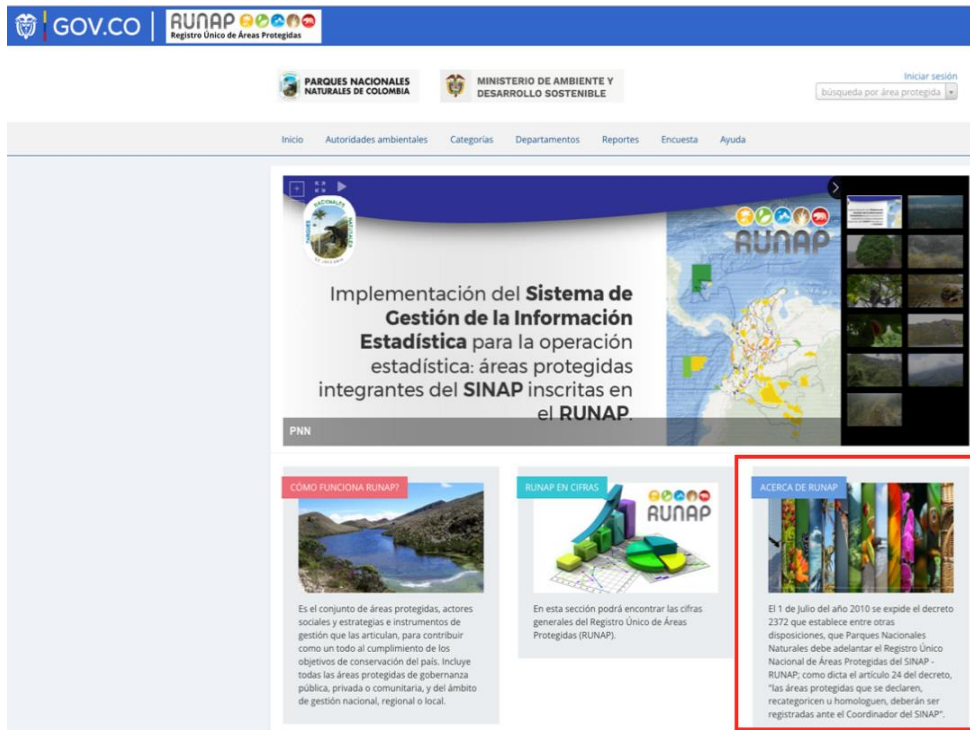 GOV.CO
RUNAP
Registro Único de Áreas Protegidas
PARQUES NACIONALES
NATURALES DE COLOMBIA
MINISTERIO DE AMBIENTE Y
DESARROLLO SOSTENIBLE
Iniciar sesión
búsqueda por área protegida
Inicio Autoridades ambientales Categorías Departamentos Reportes Encuesta Ayuda
RUNAP
Implementación del Sistema de
Gestión de la Información
Estadística para la operación
estadística: áreas protegidas
integrantes del SINAP inscritas en
el RUNAP.
PNN
CÓMO FUNCIONA RUNAP?
Es el conjunto de áreas protegidas, actores
sociales y estrategias e instrumentos de
gestión que las articulan, para contribuir
como un todo al cumplimiento de los
objetivos de conservación del país. Incluye
todas las áreas protegidas de gobernanza
pública, privada o comunitaria, y del ámbito
de gestión nacional, regional o local.
RUNAP EN CIFRAS
RUNAP
En esta sección podrá encontrar las cifras
generales del Registro Único de Áreas
Protegidas (RUNAP).
ACERCA DE RUNAP
El 1 de Julio del año 2010 se expide el decreto
2372 que establece entre otras
disposiciones, que Parques Nacionales
Naturales debe adelantar el Registro Único
Nacional de Áreas Protegidas del SINAP -
RUNAP; como dicta el artículo 24 del decreto,
"las áreas protegidas que se declaren,
recategoricen u homologuen, deberán ser
registradas ante el Coordinador del SINAP".